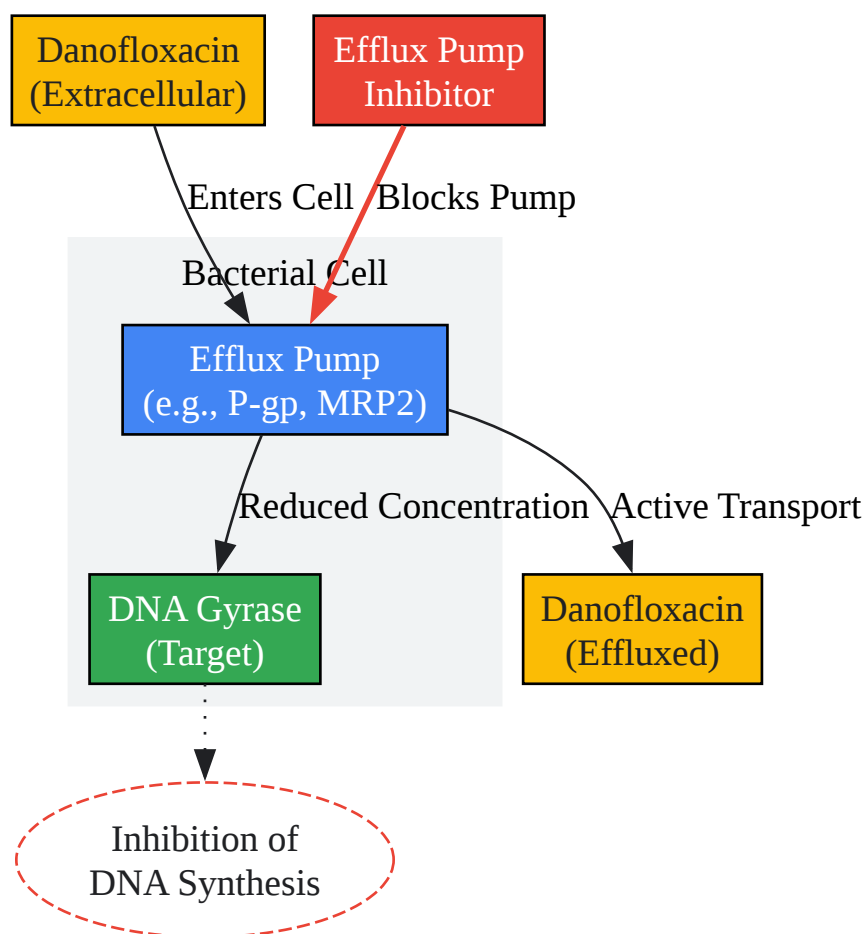 Danofloxacin
(Extracellular)
Efflux Pump
Inhibitor
Enters Cell
Blocks Pump
Bacterial Cell
Efflux Pump
(e.g., P-gp, MRP2)
Reduced Concentration
Active Transport
DNA Gyrase
(Target)
Danofloxacin
(Effluxed)
Inhibition of
DNA Synthesis